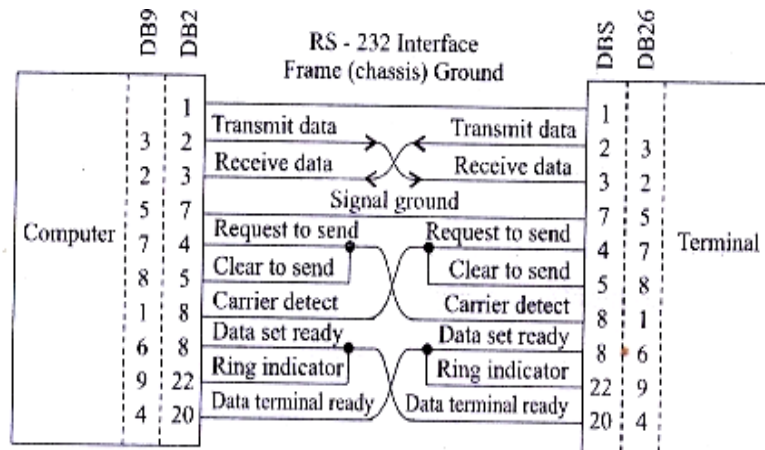 RS - 232 Interface
Frame (chassis) Ground
DB9 DB2 DBS DB26
1 1
Transmit data Transmit data
3 2 2 3
Receive data Receive data
2 3 3 2
Signal ground
5 7 7 5
Computer Terminal
Request to send Request to send
7 4 4 7
Clear to send Clear to send
8 5 5 8
Carrier detect Carrier detect
1 8 8 1
Data set ready Data set ready
6 8 8 6
Ring indicator Ring indicator
9 22 22 9
Data terminal ready Data terminal ready
4 20 20 4